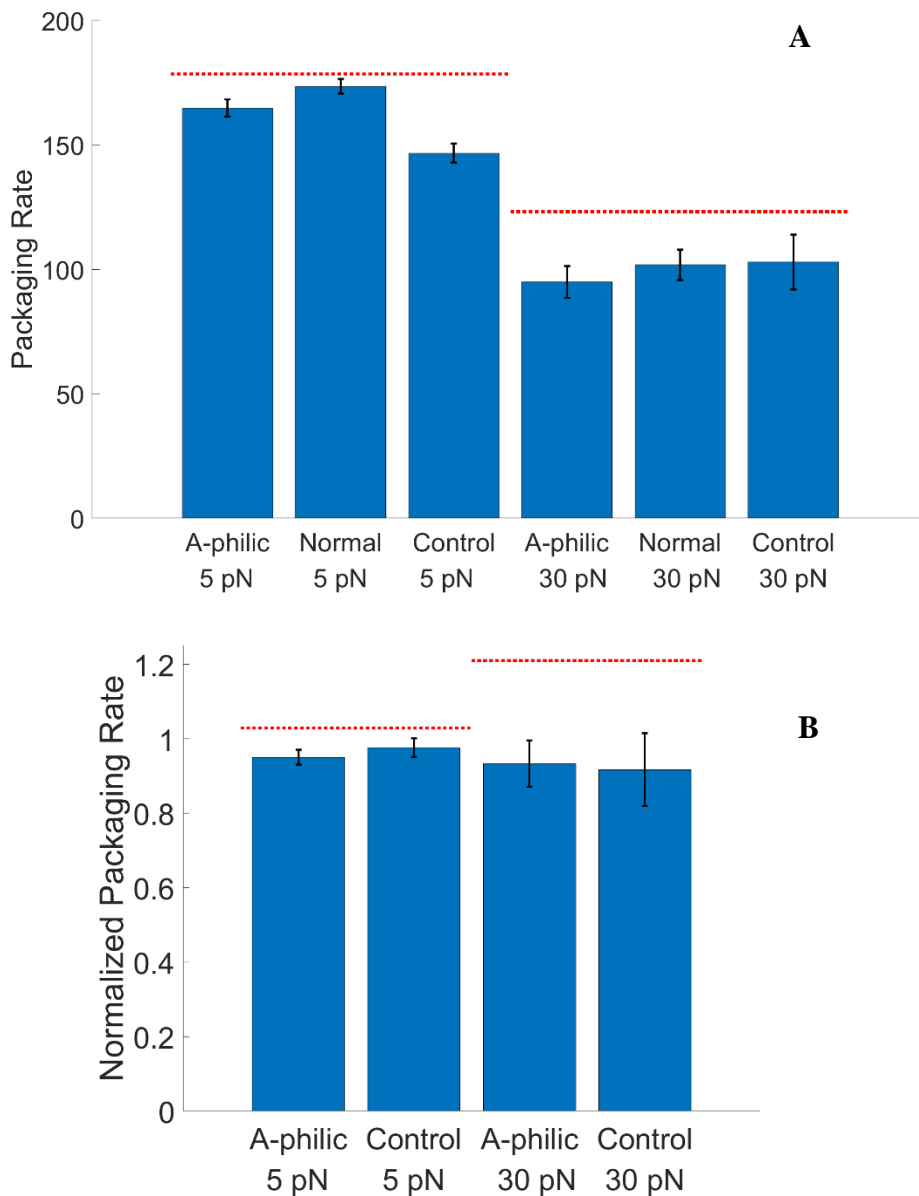 A
200
150
100
50
0
Packaging Rate
A-philic Normal Control A-philic Normal Control
5 pN 5 pN 5 pN 30 pN 30 pN 30 pN
B
1.2
1
0.8
0.6
0.4
0.2
0
Normalized Packaging Rate
A-philic Control A-philic Control
5 pN 5 pN 30 pN 30 pN